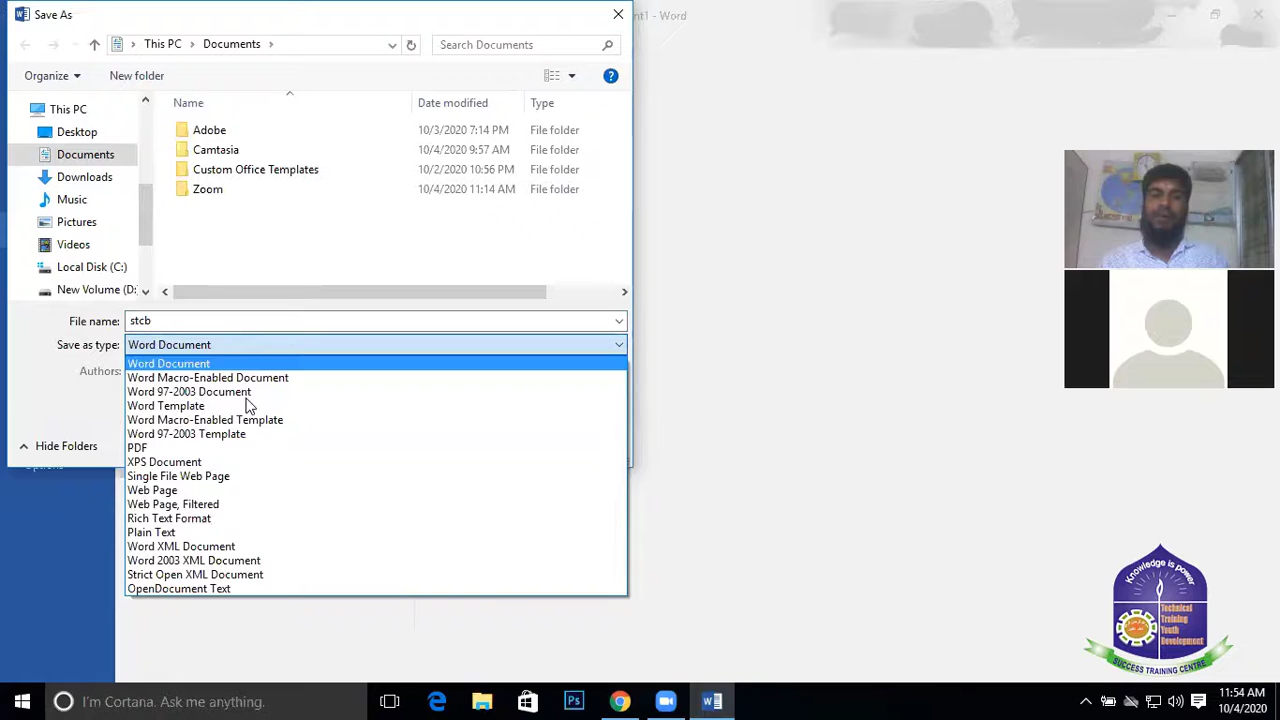 Save As
nt1 - Word
This PC
Documents
Search Documents
Organize
New folder
Name
Date modified
Type
This PC
Desktop
Documents
Downloads
Music
Pictures
Videos
Local Disk (C:)
New Volume (D:
Adobe 10/3/2020 7:14 PM File folder
Camtasia 10/4/2020 9:57 AM File folder
Custom Office Templates 10/2/2020 10:56 PM File folder
Zoom 10/4/2020 11:14 AM File folder
File name: stcb
Save as type: Word Document
Authors:
Word Document
Word Macro-Enabled Document
Word 97-2003 Document
Word Template
Word Macro-Enabled Template
Word 97-2003 Template
PDF
XPS Document
Single File Web Page
Web Page
Web Page, Filtered
Rich Text Format
Plain Text
Word XML Document
Word 2003 XML Document
Strict Open XML Document
OpenDocument Text
Hide Folders
Options
Knowledge is power
Technical
Training
Youth
Development
SUCCESS TRAINING CENTRE
I'm Cortana. Ask me anything.
Ps
11:54 AM
10/4/2020